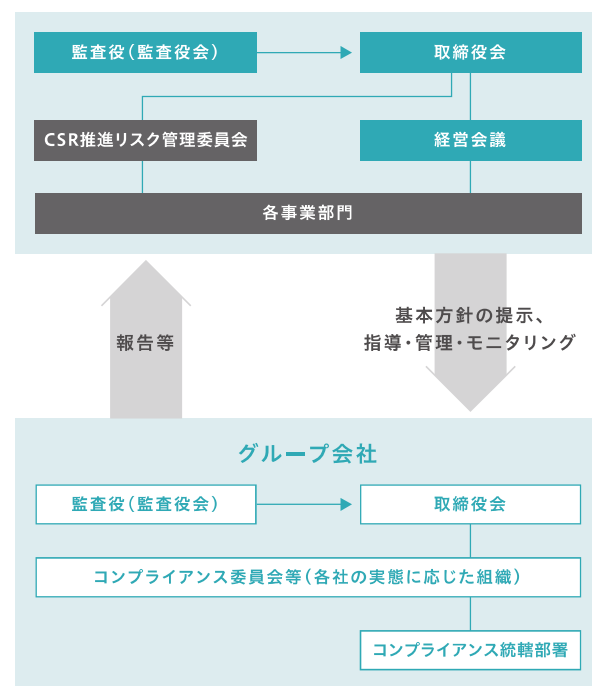 監査役（監査役会）
取締役会
CSR推進リスク管理委員会
経営会議
各事業部門
報告等
基本方針の提示、
指導・管理・モニタリング
グループ会社
監査役（監査役会）
取締役会
コンプライアンス委員会等（各社の実態に応じた組織）
コンプライアンス統轄部署